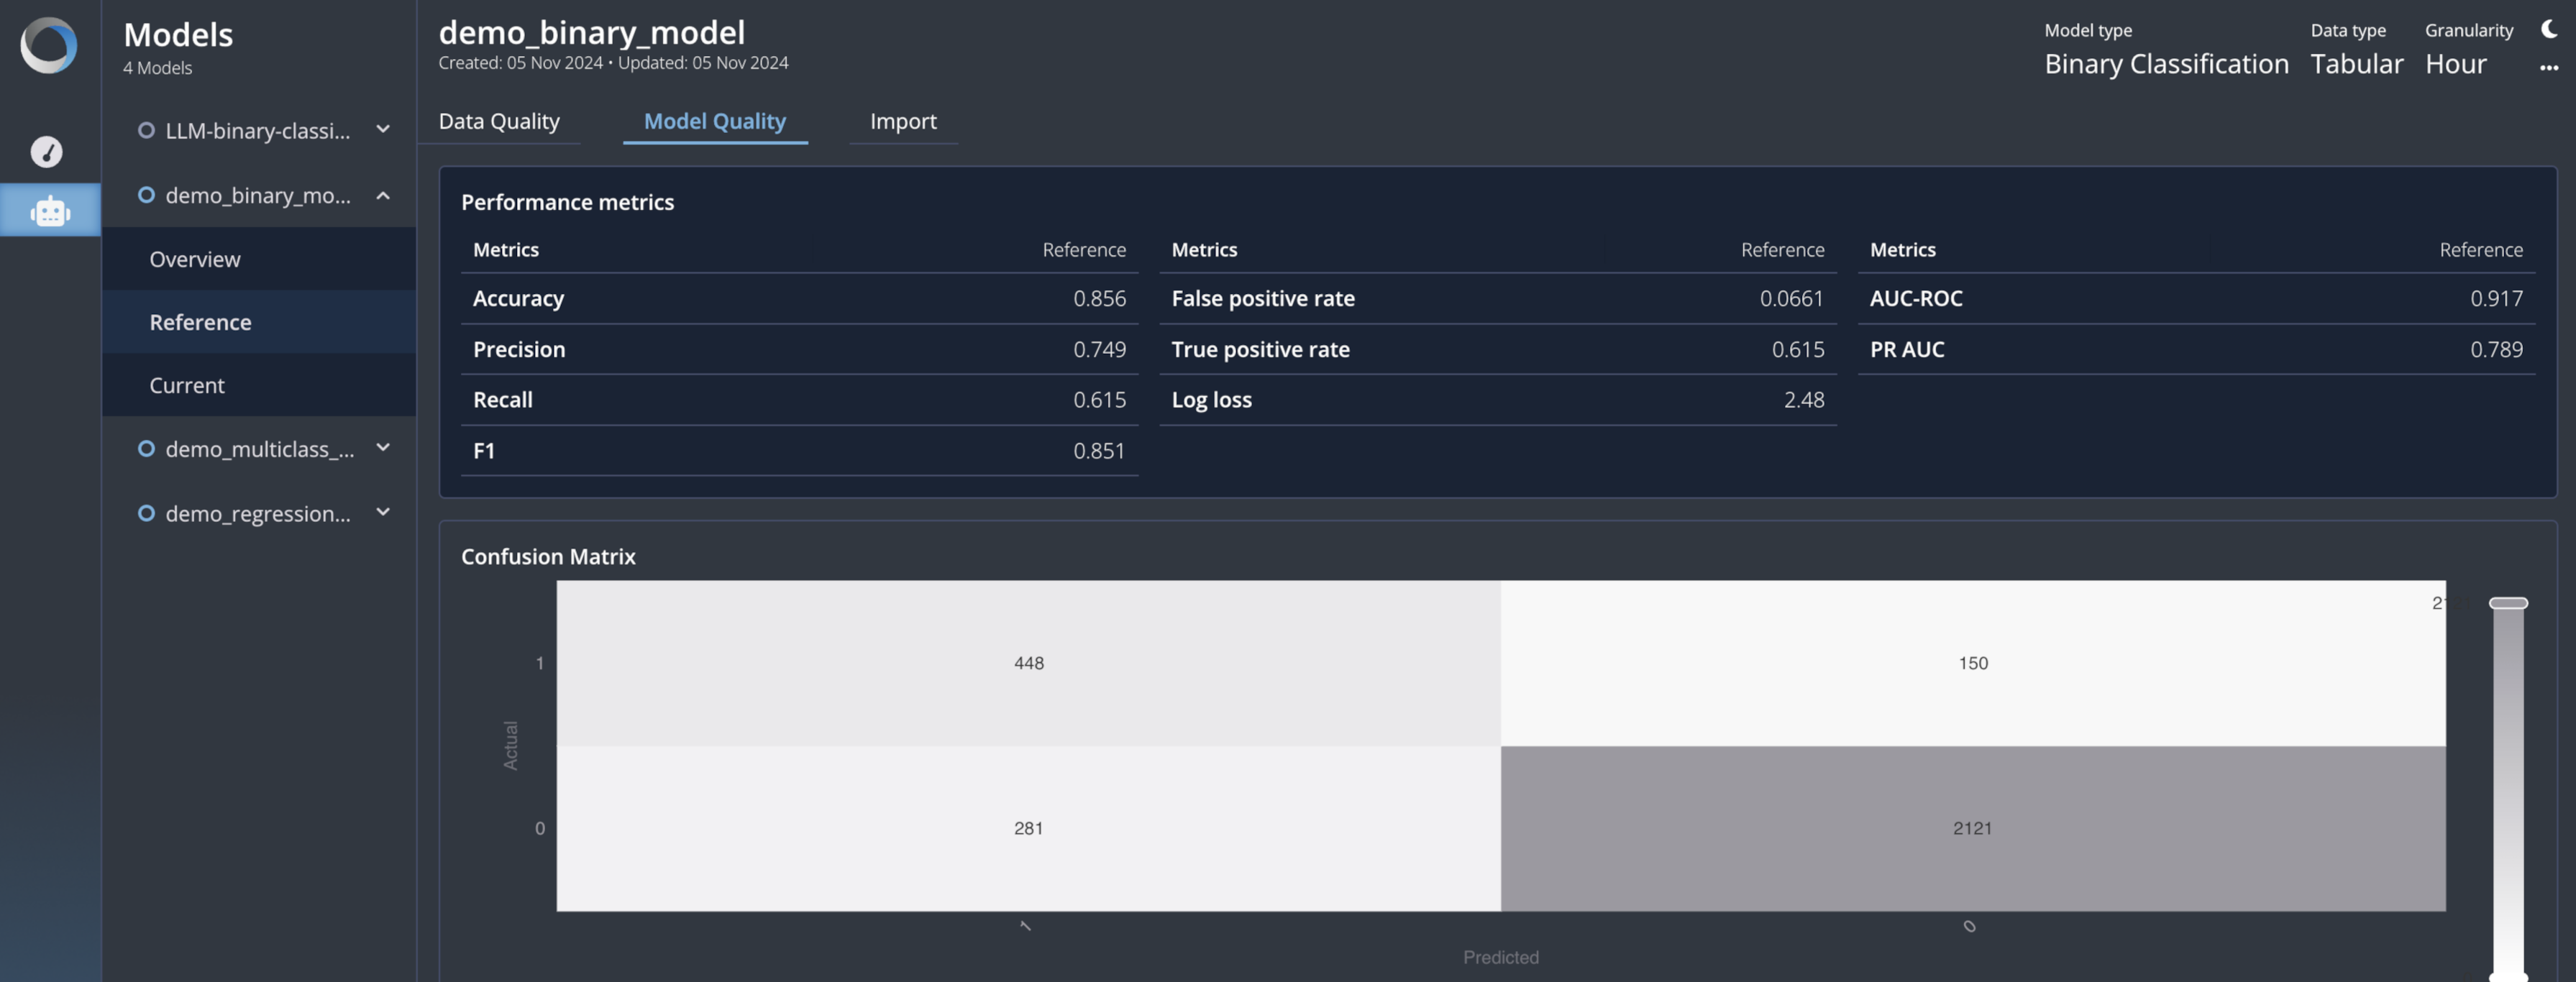 Models
4 Models
LLM-binary-classi...
demo_binary_mo...
Overview
Reference
Current
demo_multiclass_...
demo_regression...
demo_binary_model
Created: 05 Nov 2024 • Updated: 05 Nov 2024
Model type
Binary Classification
Data type
Tabular
Granularity
Hour
Data Quality Model Quality Import
Performance metrics
Metrics Reference Metrics Reference Metrics Reference
Accuracy 0.856 False positive rate 0.0661 AUC-ROC 0.917
Precision 0.749 True positive rate 0.615 PR AUC 0.789
Recall 0.615 Log loss 2.48
F1 0.851
Confusion Matrix
1 448 150
Actual
0 281 2121
1 0
Predicted